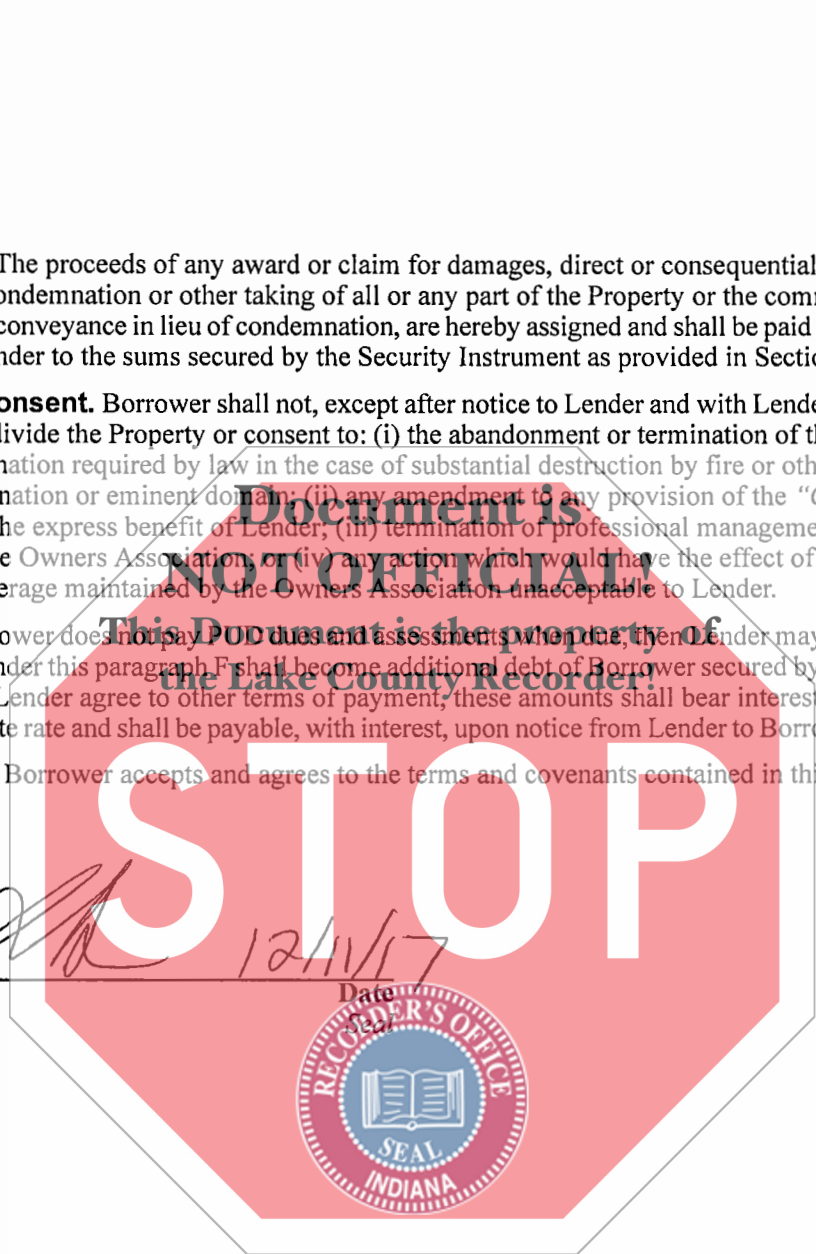 The proceeds of any award or claim for damages, direct or consequential
ondemnation or other taking of all or any part of the Property or the com
conveyance in lieu of condemnation, are hereby assigned and shall be paid
nder to the sums secured by the Security Instrument as provided in Secti
onsent. Borrower shall not, except after notice to Lender and with Lende
divide the Property or consent to: (i) the abandonment or termination of t
nation required by law in the case of substantial destruction by fire or oth
nation or eminent domain; (ii) any amendment to any provision of the “
he express benefit of Lender; (iii) termination of professional manageme
e Owners Association; or (iv) any action which would have the effect of
erage maintained by the Owners Association unacceptable to Lender.
ower does not pay PUD dues and assessments when due, then Lender may
nder this paragraph F shall become additional debt of Borrower secured by
Lender agree to other terms of payment, these amounts shall bear interest
te rate and shall be payable, with interest, upon notice from Lender to Borro
Borrower accepts and agrees to the terms and covenants contained in thi
Document is
NOT OFFICIAL!
This Document is the property of
the Lake County Recorder!
STOP
12/11/17
Date
Seal
RECORDER'S OFFICE
SEAL
INDIANA